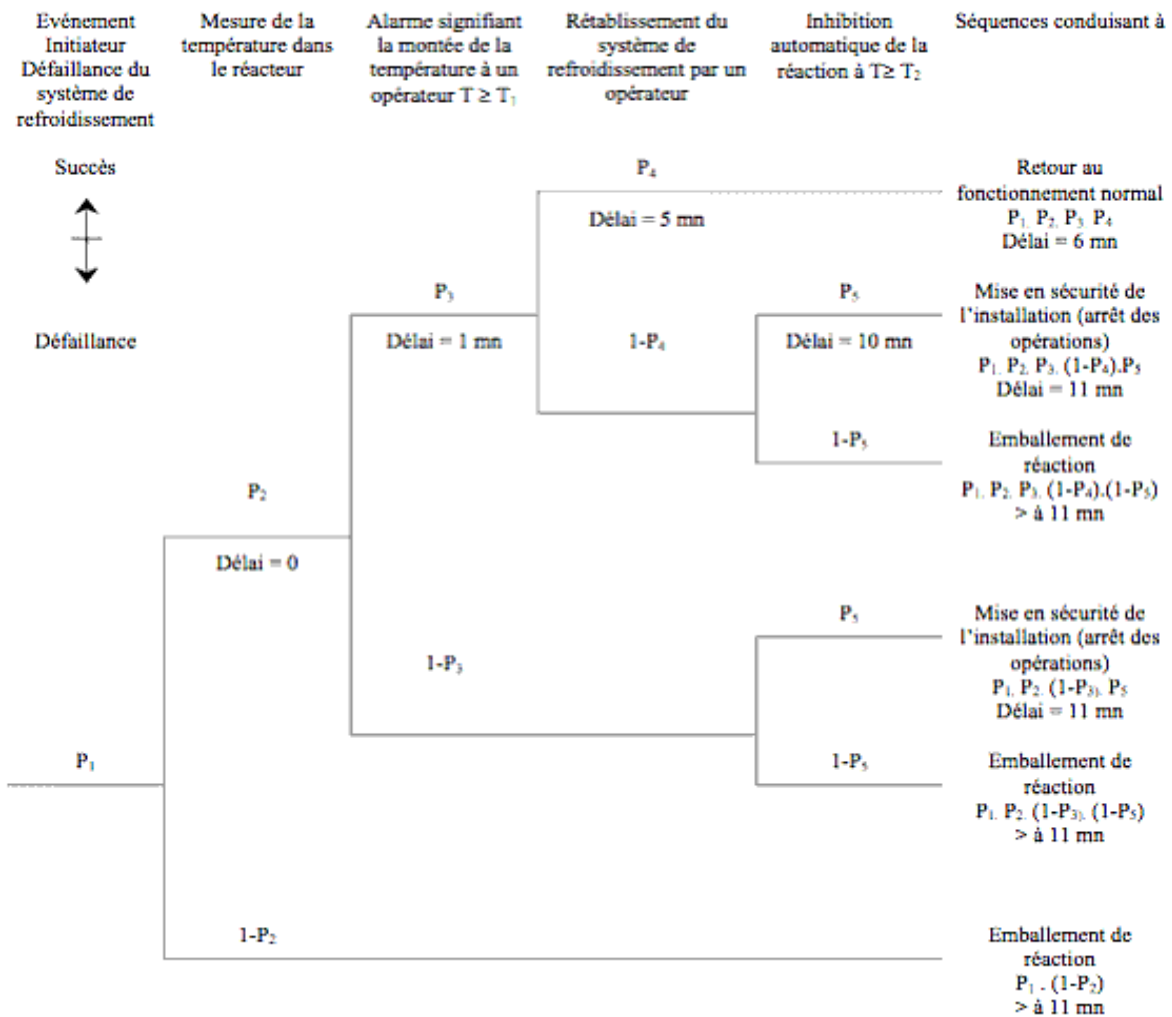 Evénement
Initiateur
Défaillance du
système de
refroidissement
Mesure de la
température dans
le réacteur
Alarme signifiant
la montée de la
température à un
opérateur T ≥ T₁
Rétablissement du
système de
refroidissement par un
opérateur
Inhibition
automatique de la
réaction à T≥ T₂
Séquences conduisant à
Succès
Défaillance
P₄
Délai = 5 mn
Retour au
fonctionnement normal
P₁. P₂. P₃. P₄
Délai = 6 mn
P₃
Délai = 1 mn
1-P₄
P₅
Délai = 10 mn
Mise en sécurité de
l'installation (arrêt des
opérations)
P₁. P₂. P₃. (1-P₄).P₅
Délai = 11 mn
1-P₅
Emballement de
réaction
P₁. P₂. P₃. (1-P₄).(1-P₅)
> à 11 mn
P₂
Délai = 0
1-P₃
P₅
Mise en sécurité de
l'installation (arrêt des
opérations)
P₁. P₂. (1-P₃). P₅
Délai = 11 mn
P₁
1-P₅
Emballement de
réaction
P₁. P₂. (1-P₃). (1-P₅)
> à 11 mn
1-P₂
Emballement de
réaction
P₁ . (1-P₂)
> à 11 mn